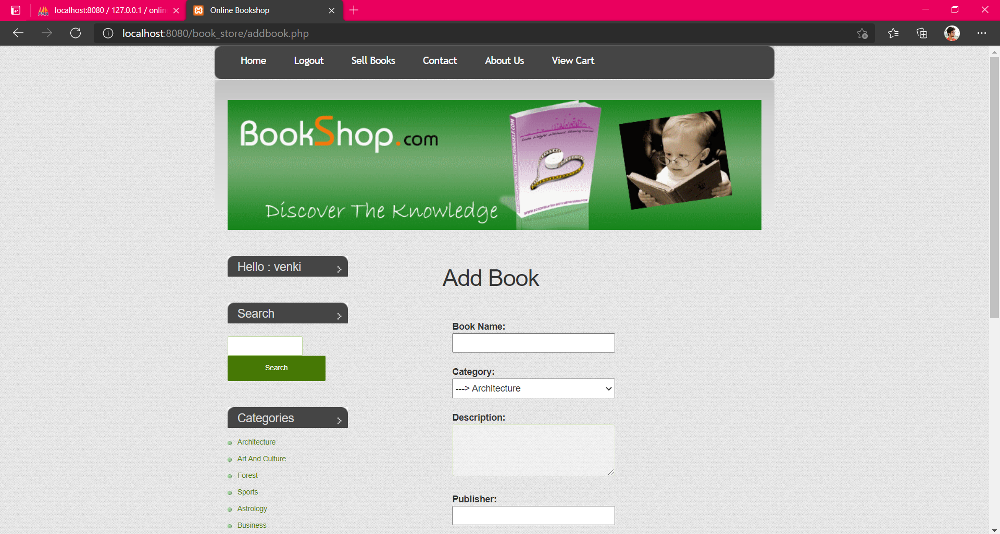 localhost:8080 / 127.0.0.1 / onlin
Online Bookshop
localhost:8080/book_store/addbook.php
Home Logout Sell Books Contact About Us View Cart
BookShop.com
Discover The Knowledge
Hello : venki
Add Book
Search
Search
Book Name:
Category:
---> Architecture
Description:
Publisher:
Categories
Architecture
Art And Culture
Forest
Sports
Astrology
Business